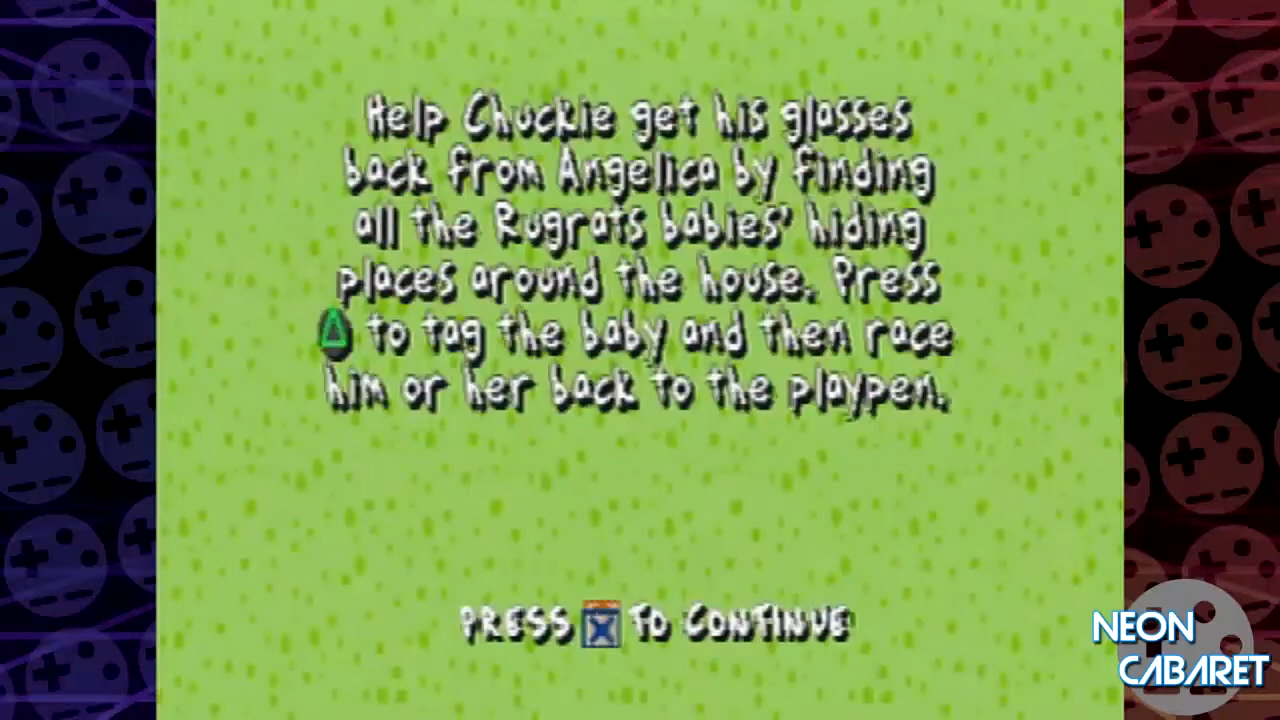 Help Chuckie get his glasses
back from Angelica by finding
all the Rugrats babies' hiding
places around the house. Press
to tag the baby and then race
him or her back to the playpen.
PRESS TO CONTINUE
NEON
CABARET